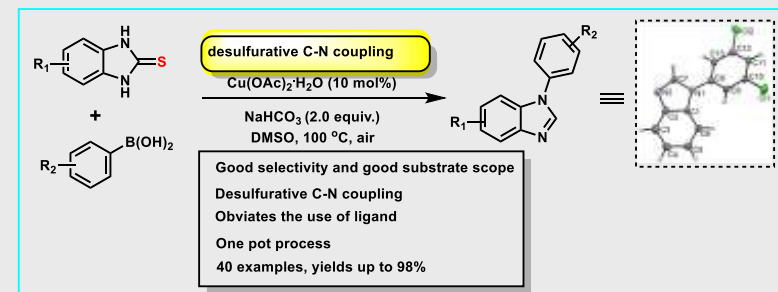 H
N
R1
S
N
H
+
R2
B(OH)2
desulfurative C-N coupling
Cu(OAc)2·H2O (10 mol%)
NaHCO3 (2.0 equiv.)
DMSO, 100 °C, air
R2
R1
N
N
Good selectivity and good substrate scope
Desulfurative C-N coupling
Obviates the use of ligand
One pot process
40 examples, yields up to 98%